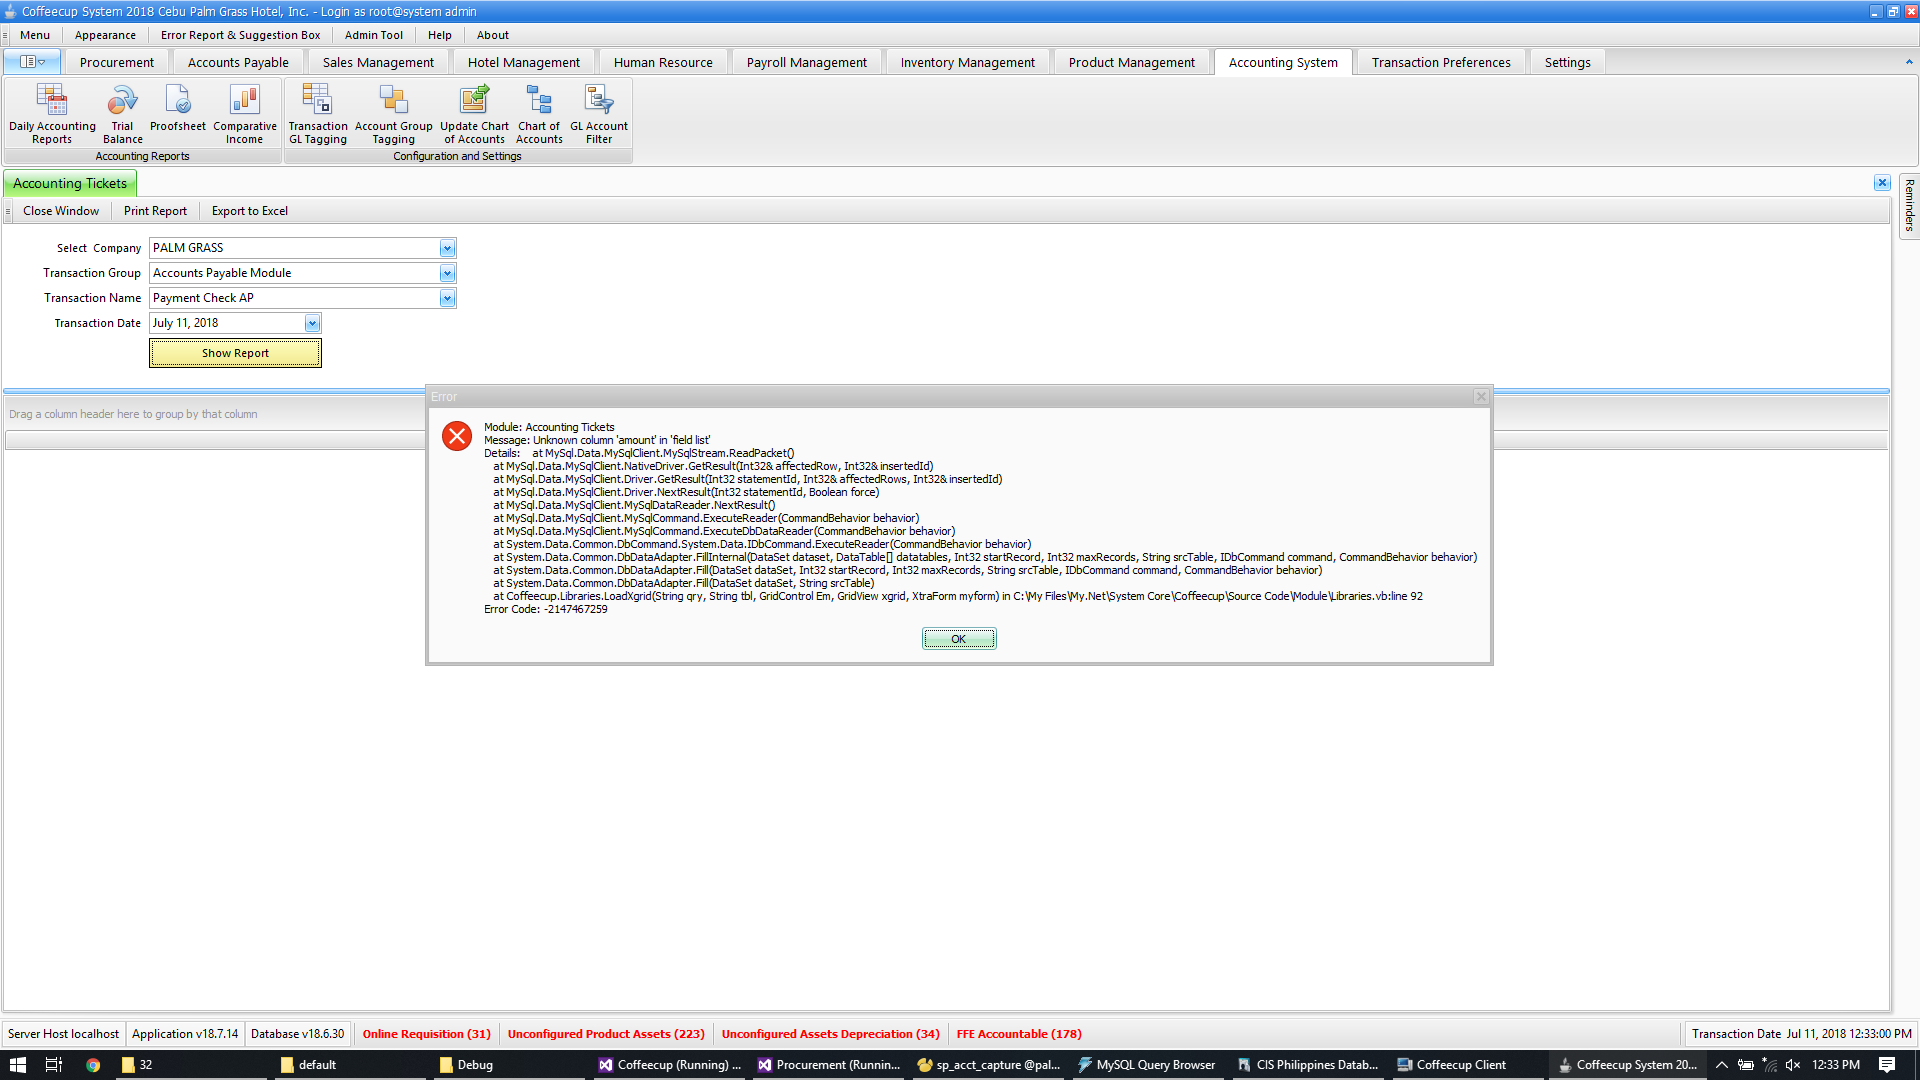 Coffeecup System 2018 Cebu Palm Grass Hotel, Inc. - Login as root@system admin
Menu Appearance Error Report & Suggestion Box Admin Tool Help About
Procurement Accounts Payable Sales Management Hotel Management Human Resource Payroll Management Inventory Management Product Management Accounting System Transaction Preferences Settings
Daily Accounting Reports
Trial Balance
Proofsheet
Comparative Income
Transaction GL Tagging
Account Group Tagging
Update Chart of Accounts
Chart of Accounts
GL Account Filter
Accounting Reports
Configuration and Settings
Accounting Tickets
Reminders
Close Window Print Report Export to Excel
Select Company PALM GRASS
Transaction Group Accounts Payable Module
Transaction Name Payment Check AP
Transaction Date July 11, 2018
Show Report
Drag a column header here to group by that column
Error
Module: Accounting Tickets
Message: Unknown column 'amount' in 'field list'
Details: at MySql.Data.MySqlClient.MySqlStream.ReadPacket()
at MySql.Data.MySqlClient.NativeDriver.GetResult(Int32& affectedRow, Int32& insertedId)
at MySql.Data.MySqlClient.Driver.GetResult(Int32 statementId, Int32& affectedRows, Int32& insertedId)
at MySql.Data.MySqlClient.Driver.NextResult(Int32 statementId, Boolean force)
at MySql.Data.MySqlClient.MySqlDataReader.NextResult()
at MySql.Data.MySqlClient.MySqlCommand.ExecuteReader(CommandBehavior behavior)
at MySql.Data.MySqlClient.MySqlCommand.ExecuteDbDataReader(CommandBehavior behavior)
at System.Data.Common.DbCommand.System.Data.IDbCommand.ExecuteReader(CommandBehavior behavior)
at System.Data.Common.DbDataAdapter.FillInternal(DataSet dataset, DataTable[] datatables, Int32 startRecord, Int32 maxRecords, String srcTable, IDbCommand command, CommandBehavior behavior)
at System.Data.Common.DbDataAdapter.Fill(DataSet dataSet, Int32 startRecord, Int32 maxRecords, String srcTable, IDbCommand command, CommandBehavior behavior)
at System.Data.Common.DbDataAdapter.Fill(DataSet dataSet, String srcTable)
at Coffeecup.Libraries.LoadXgrid(String qry, String tbl, GridControl Em, GridView xgrid, XtraForm myform) in C:\My Files\My.Net\System Core\Coffeecup\Source Code\Module\Libraries.vb:line 92
Error Code: -2147467259
OK
Server Host localhost Application v18.7.14 Database v18.6.30 Online Requisition (31) Unconfigured Product Assets (223) Unconfigured Assets Depreciation (34) FFE Accountable (178) Transaction Date Jul 11, 2018 12:33:00 PM
32 default Debug Coffeecup (Running) ... Procurement (Runnin... sp_acct_capture @pal... MySQL Query Browser CIS Philippines Datab... Coffeecup Client Coffeecup System 20... 12:33 PM